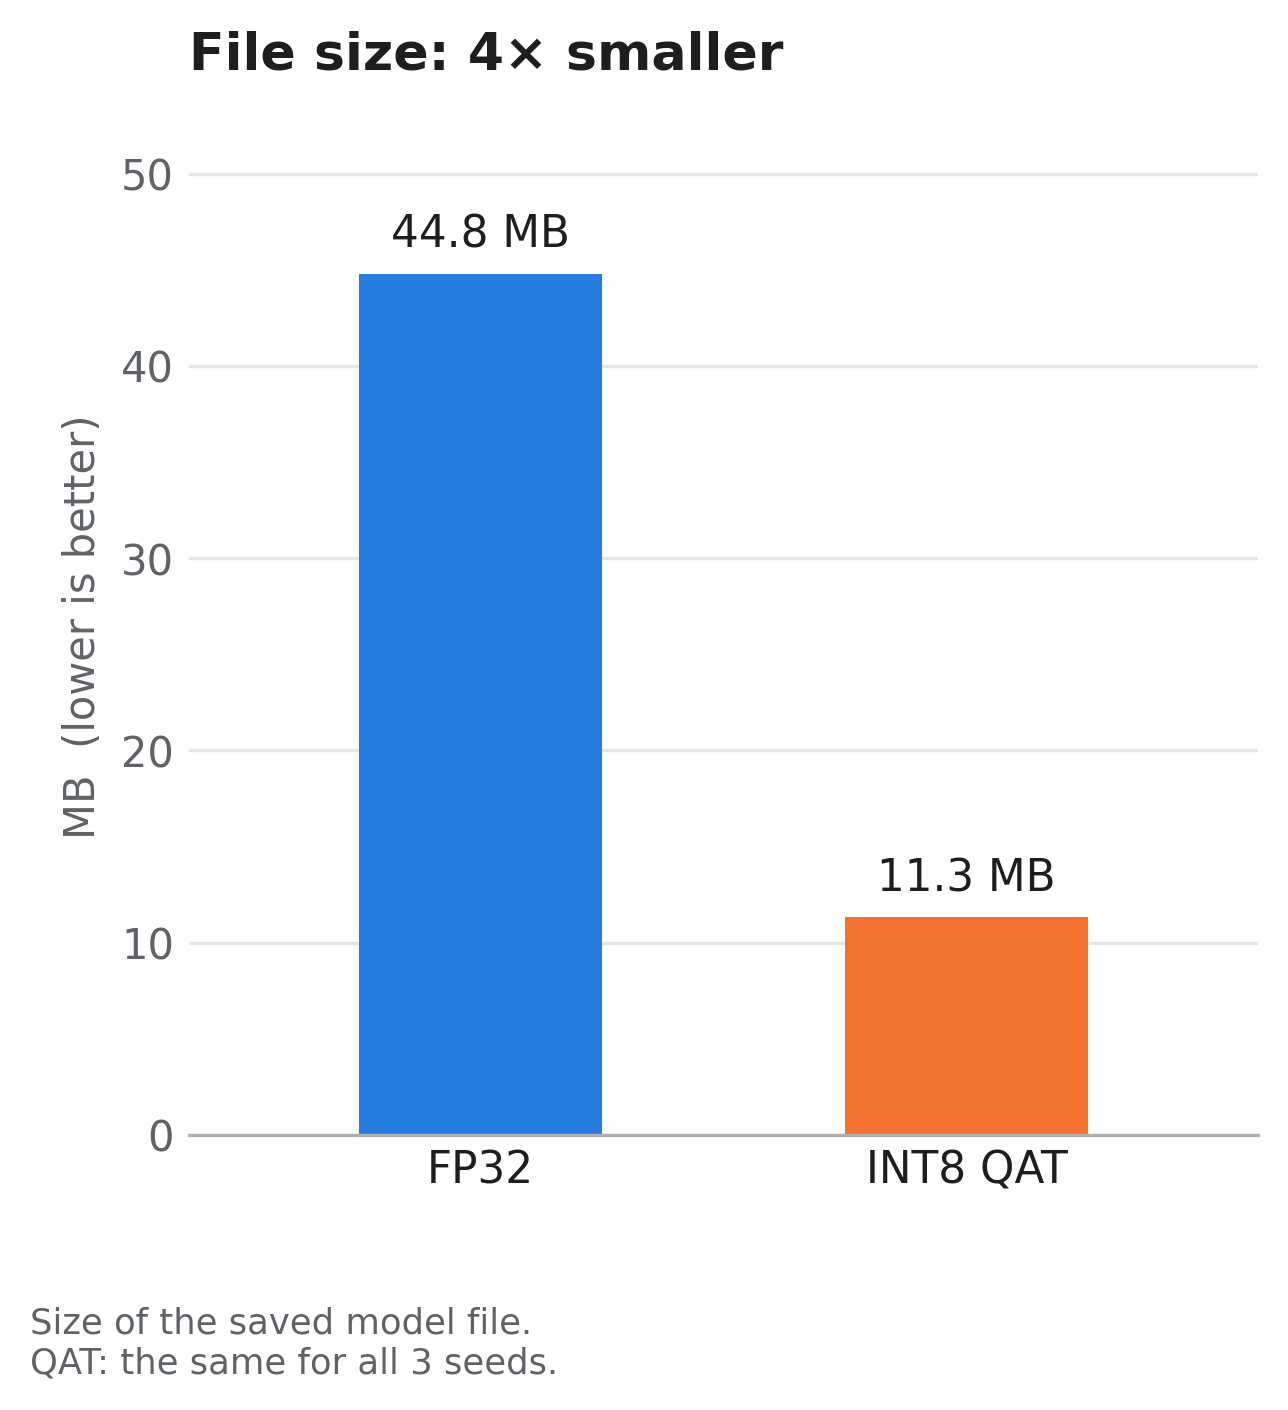 File size: 4× smaller
50
44.8 MB
40
30
20
11.3 MB
10
0
MB  (lower is better)
FP32
INT8 QAT
Size of the saved model file.
QAT: the same for all 3 seeds.